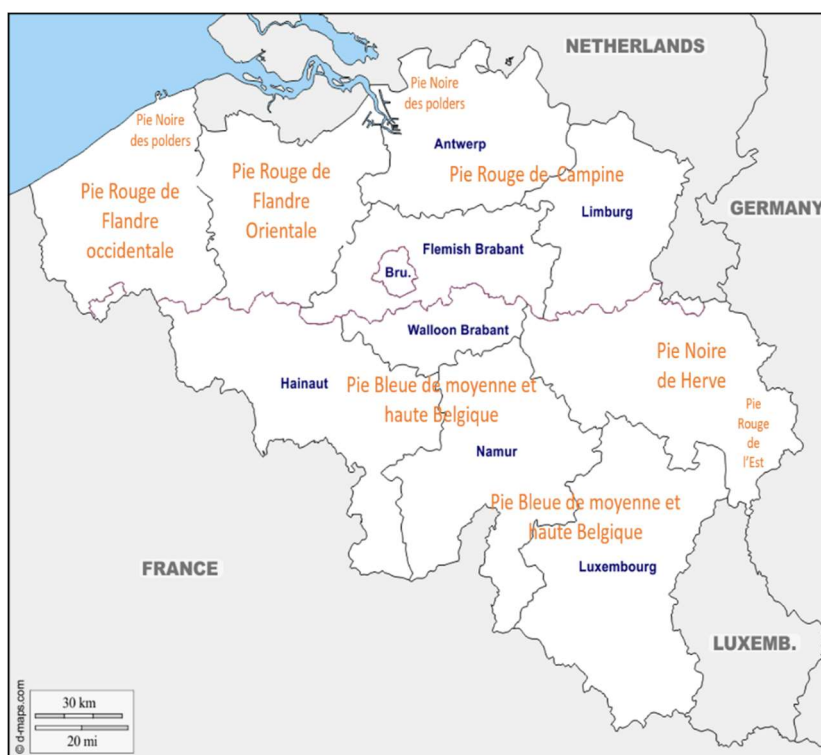 NETHERLANDS
Pie Noire
des polders
Pie Noire
des polders
Antwerp
Pie Rouge de
Flandre
occidentale
Pie Rouge de
Flandre
Orientale
Pie Rouge de Campine
Limburg
GERMANY
Flemish Brabant
Bru.
Walloon Brabant
Pie Noire
de Herve
Hainaut
Pie Bleue de moyenne et
haute Belgique
Pie
Rouge
de
l'Est
Namur
Pie Bleue de moyenne et
haute Belgique
FRANCE
Luxembourg
LUXEMB.
30 km
20 mi
© d-maps.com